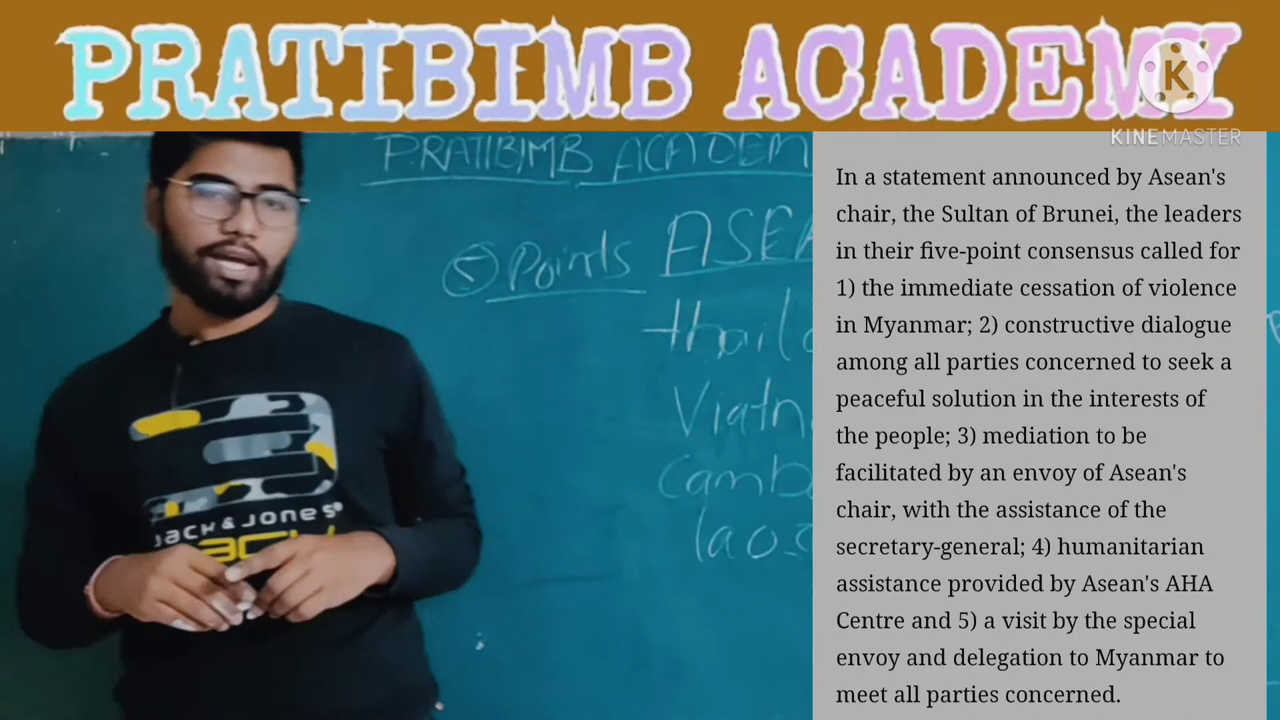 PRATIBIMB ACADEMY
K
KINEMASTER
PRATIBIMB ACADEM
⑤ Points ASEA
thaila
Viatn
Camb
lao.
JACK & JONES
In a statement announced by Asean's
chair, the Sultan of Brunei, the leaders
in their five-point consensus called for
1) the immediate cessation of violence
in Myanmar; 2) constructive dialogue
among all parties concerned to seek a
peaceful solution in the interests of
the people; 3) mediation to be
facilitated by an envoy of Asean's
chair, with the assistance of the
secretary-general; 4) humanitarian
assistance provided by Asean's AHA
Centre and 5) a visit by the special
envoy and delegation to Myanmar to
meet all parties concerned.